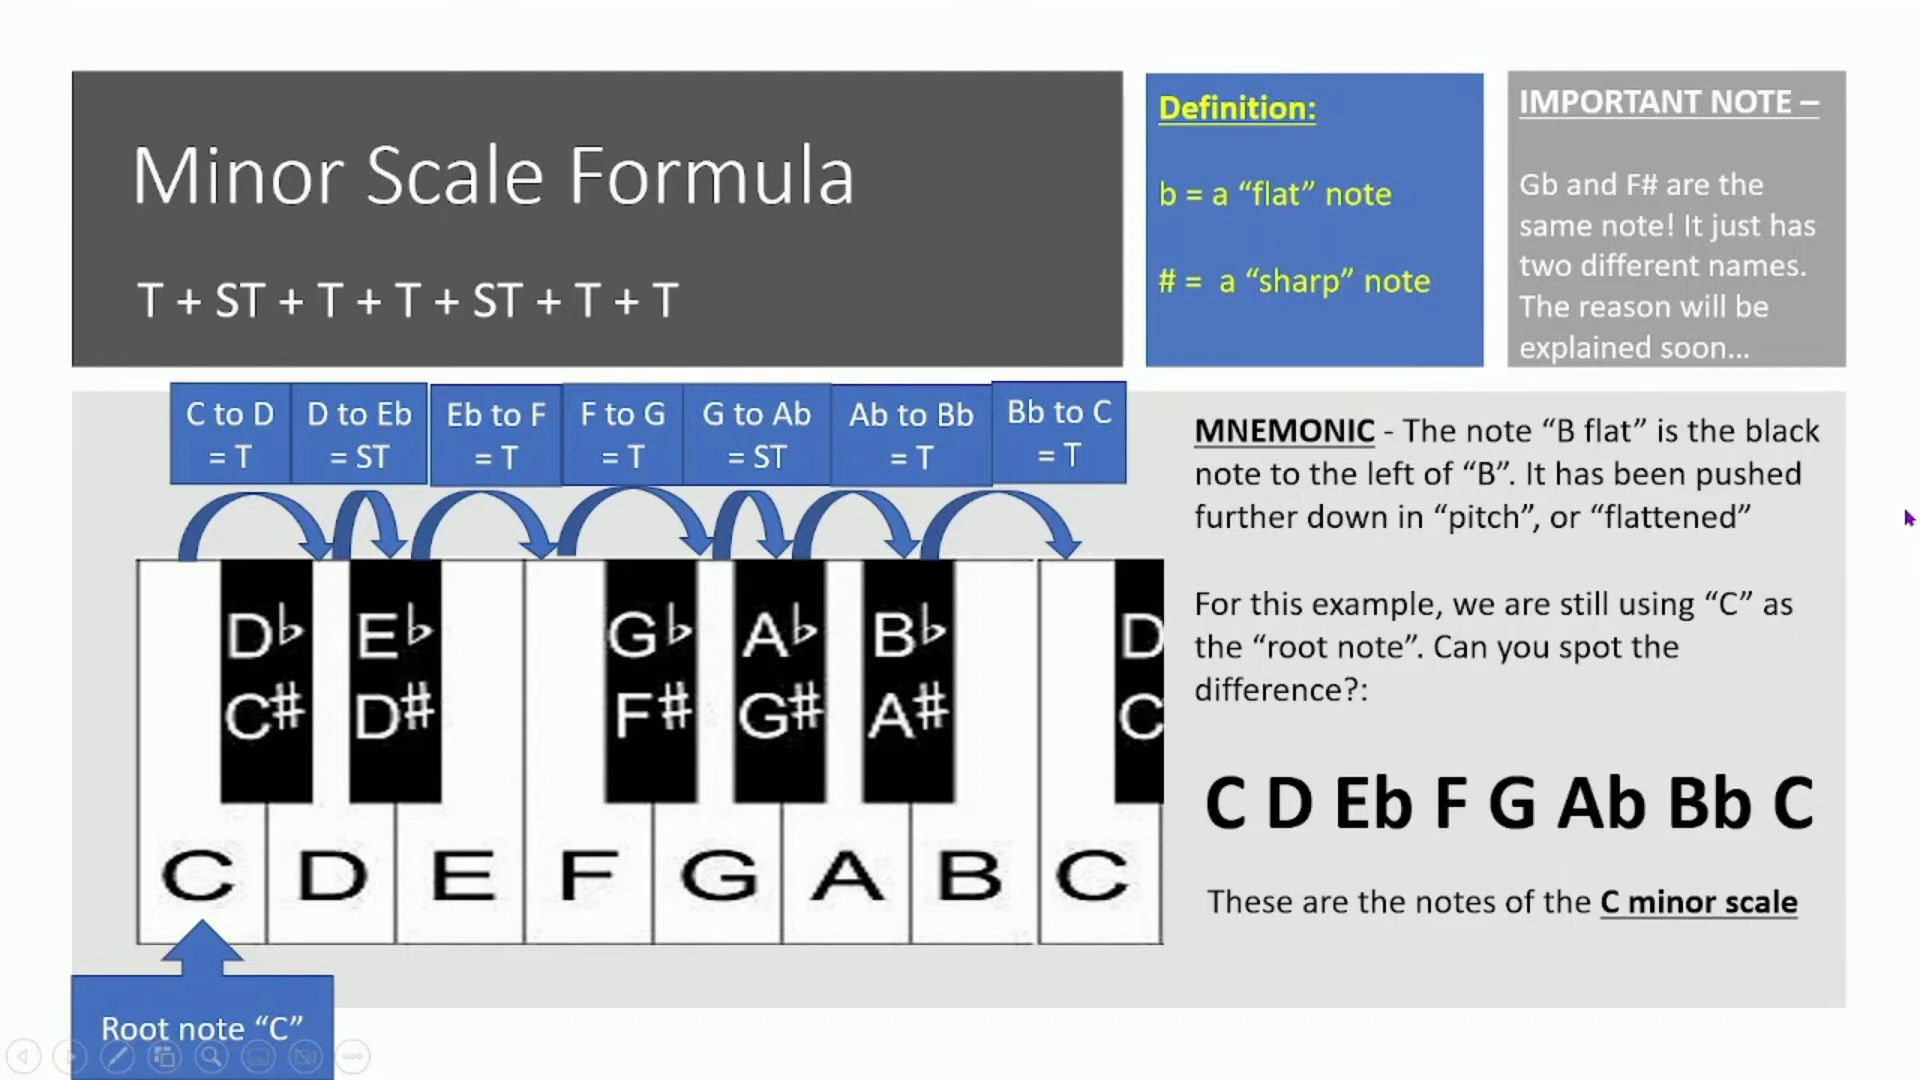 Minor Scale Formula
T + ST + T + T + ST + T + T
Definition:
b = a “flat” note
# = a “sharp” note
IMPORTANT NOTE –
Gb and F# are the
same note! It just has
two different names.
The reason will be
explained soon...
C to D
= T
D to Eb
= ST
Eb to F
= T
F to G
= T
G to Ab
= ST
Ab to Bb
= T
Bb to C
= T
D♭
C#
E♭
D#
G♭
F#
A♭
G#
B♭
A#
D
C
C D E F G A B C
Root note “C”
MNEMONIC - The note “B flat” is the black
note to the left of “B”. It has been pushed
further down in “pitch”, or “flattened”
For this example, we are still using “C” as
the “root note”. Can you spot the
difference?:
C D Eb F G Ab Bb C
These are the notes of the C minor scale